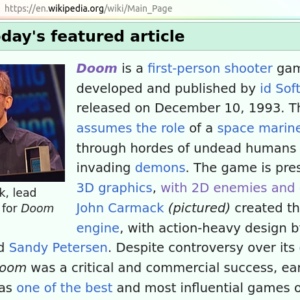 https://en.wikipedia.org/wiki/Main_Page
day's featured article
Doom is a first-person shooter gam
developed and published by id Soft
released on December 10, 1993. Th
assumes the role of a space marine
through hordes of undead humans
invading demons. The game is pres
3D graphics, with 2D enemies and
k, lead
John Carmack (pictured) created th
for Doom
engine, with action-heavy design by
d Sandy Petersen. Despite controversy over its
oom was a critical and commercial success, ear
as one of the best and most influential games o